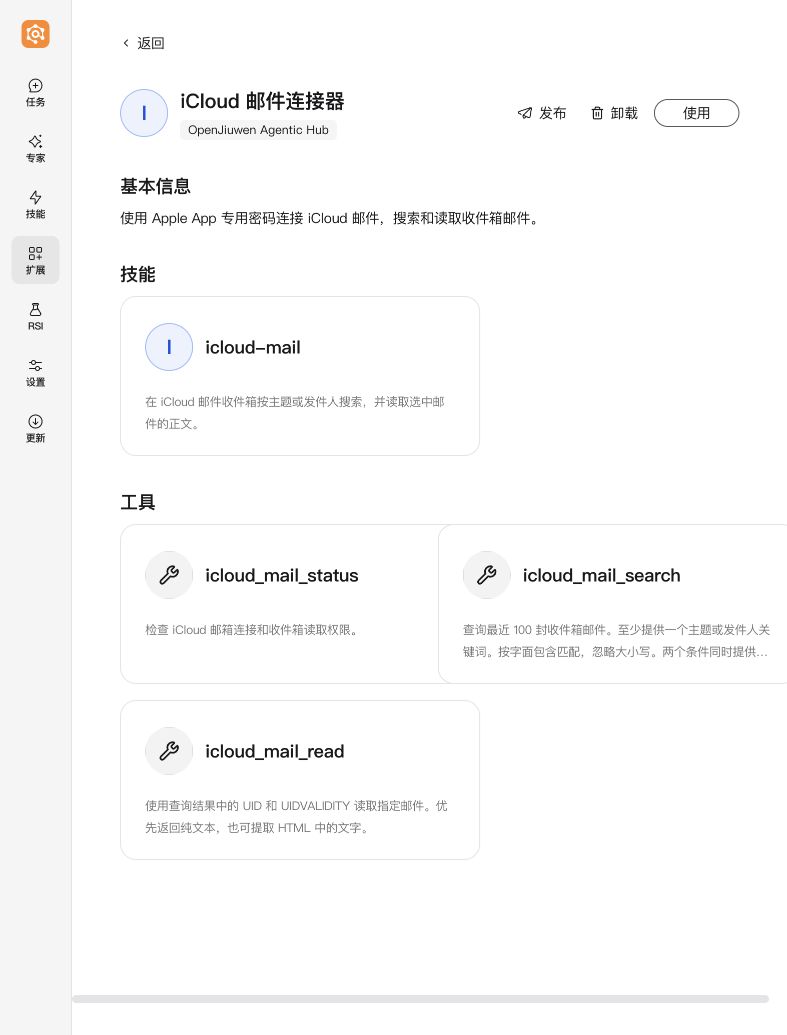 任务
专家
技能
扩展
RSI
设置
更新
返回
I
iCloud 邮件连接器
OpenJiuwen Agentic Hub
发布
卸载
使用
基本信息
使用 Apple App 专用密码连接 iCloud 邮件，搜索和读取收件箱邮件。
技能
I
icloud-mail
在 iCloud 邮件收件箱按主题或发件人搜索，并读取选中邮
件的正文。
工具
icloud_mail_status
检查 iCloud 邮箱连接和收件箱读取权限。
icloud_mail_search
查询最近 100 封收件箱邮件。至少提供一个主题或发件人关
键词。按字面包含匹配，忽略大小写。两个条件同时提供...
icloud_mail_read
使用查询结果中的 UID 和 UIDVALIDITY 读取指定邮件。优
先返回纯文本，也可提取 HTML 中的文字。